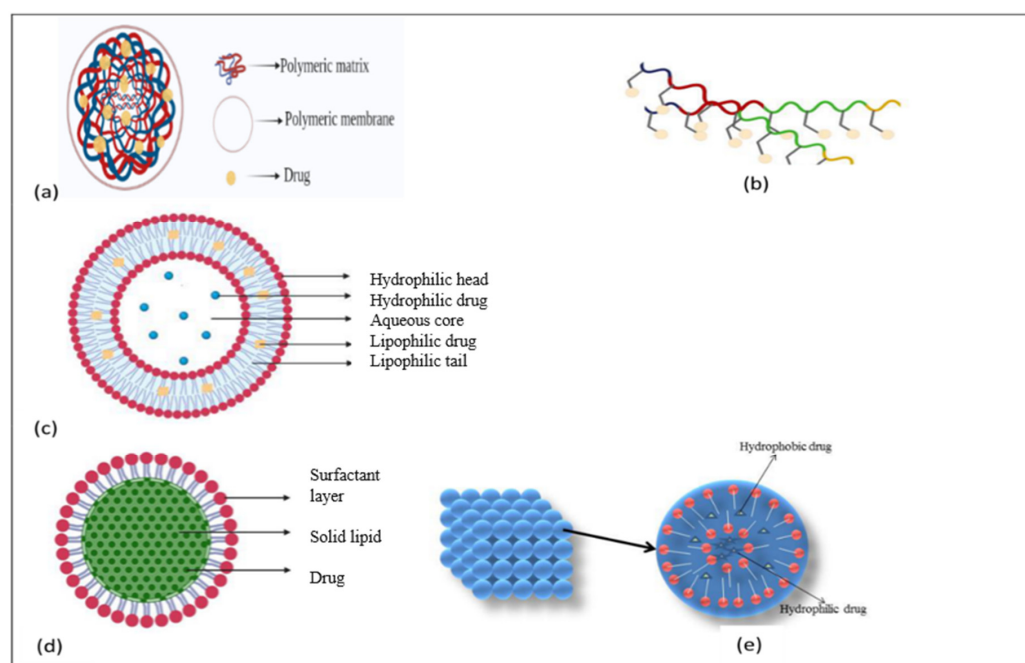 Polymeric matrix
Polymeric membrane
Drug
(a)
(b)
Hydrophilic head
Hydrophilic drug
Aqueous core
Lipophilic drug
Lipophilic tail
(c)
Surfactant
layer
Solid lipid
Drug
(d)
Hydrophobic drug
Hydrophilic drug
(e)